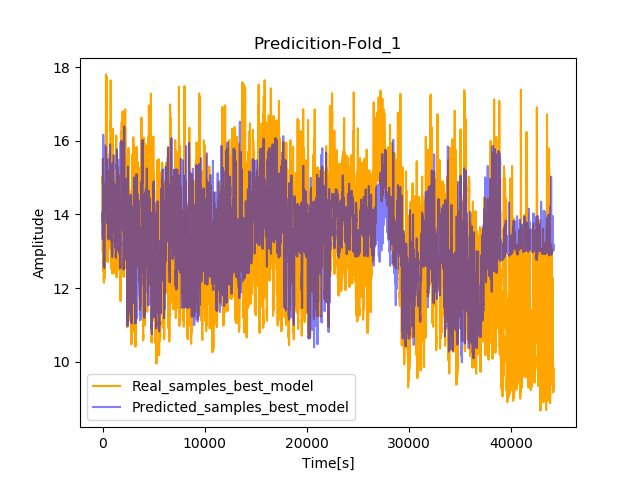 Predicition-Fold_1
18
16
14
12
10
Amplitude
Real_samples_best_model
Predicted_samples_best_model
0
10000
20000
30000
40000
Time[s]